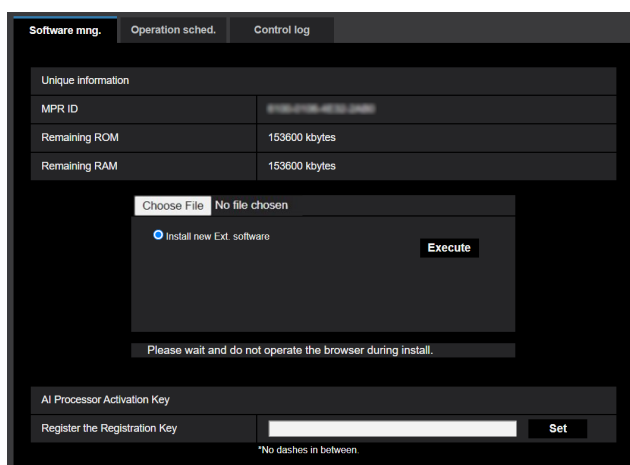 Software mng. Operation sched. Control log
Unique information
MPR ID
Remaining ROM 153600 kbytes
Remaining RAM 153600 kbytes
Choose File No file chosen
Install new Ext. software
Execute
Please wait and do not operate the browser during install.
AI Processor Activation Key
Register the Registration Key Set
*No dashes in between.